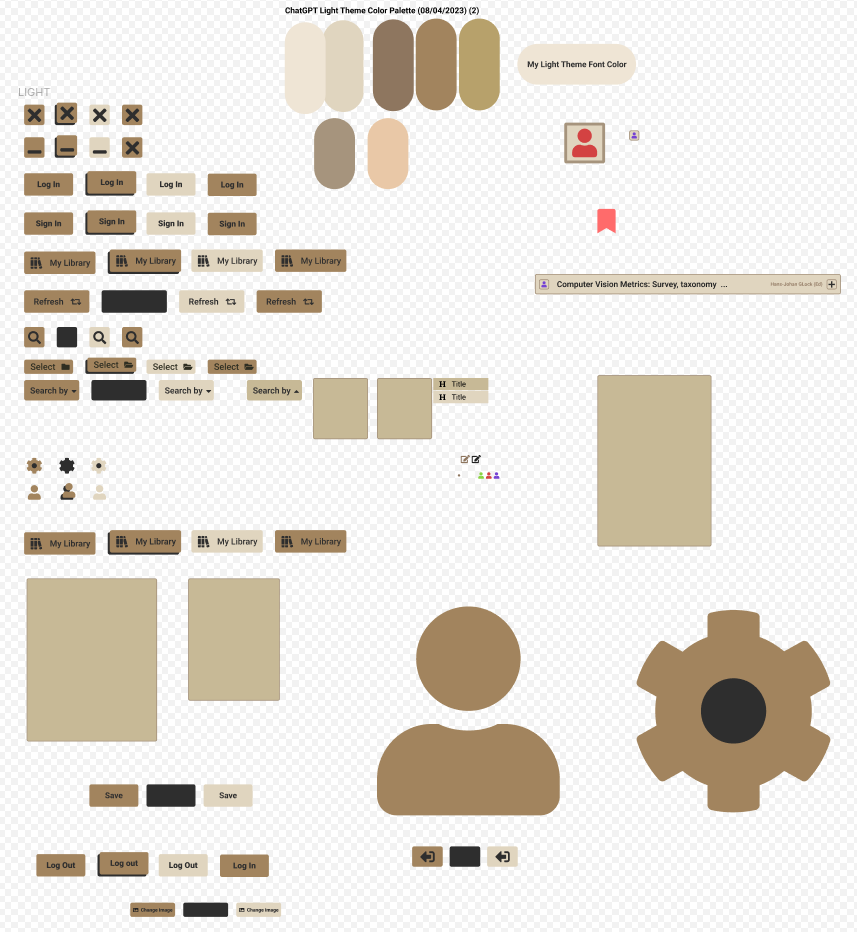 ChatGPT Light Theme Color Palette (08/04/2023) (2)
My Light Theme Font Color
LIGHT
Log In Log In Log In Log In
Sign In Sign In Sign In Sign In
My Library My Library My Library My Library
Computer Vision Metrics: Survey, taxonomy ...
Refresh Refresh Refresh
Select Select Select Select
Search by Search by Search by
H Title
H Title
My Library My Library My Library My Library
Save Save
Log Out Log out Log Out Log In
Change Image Change Image